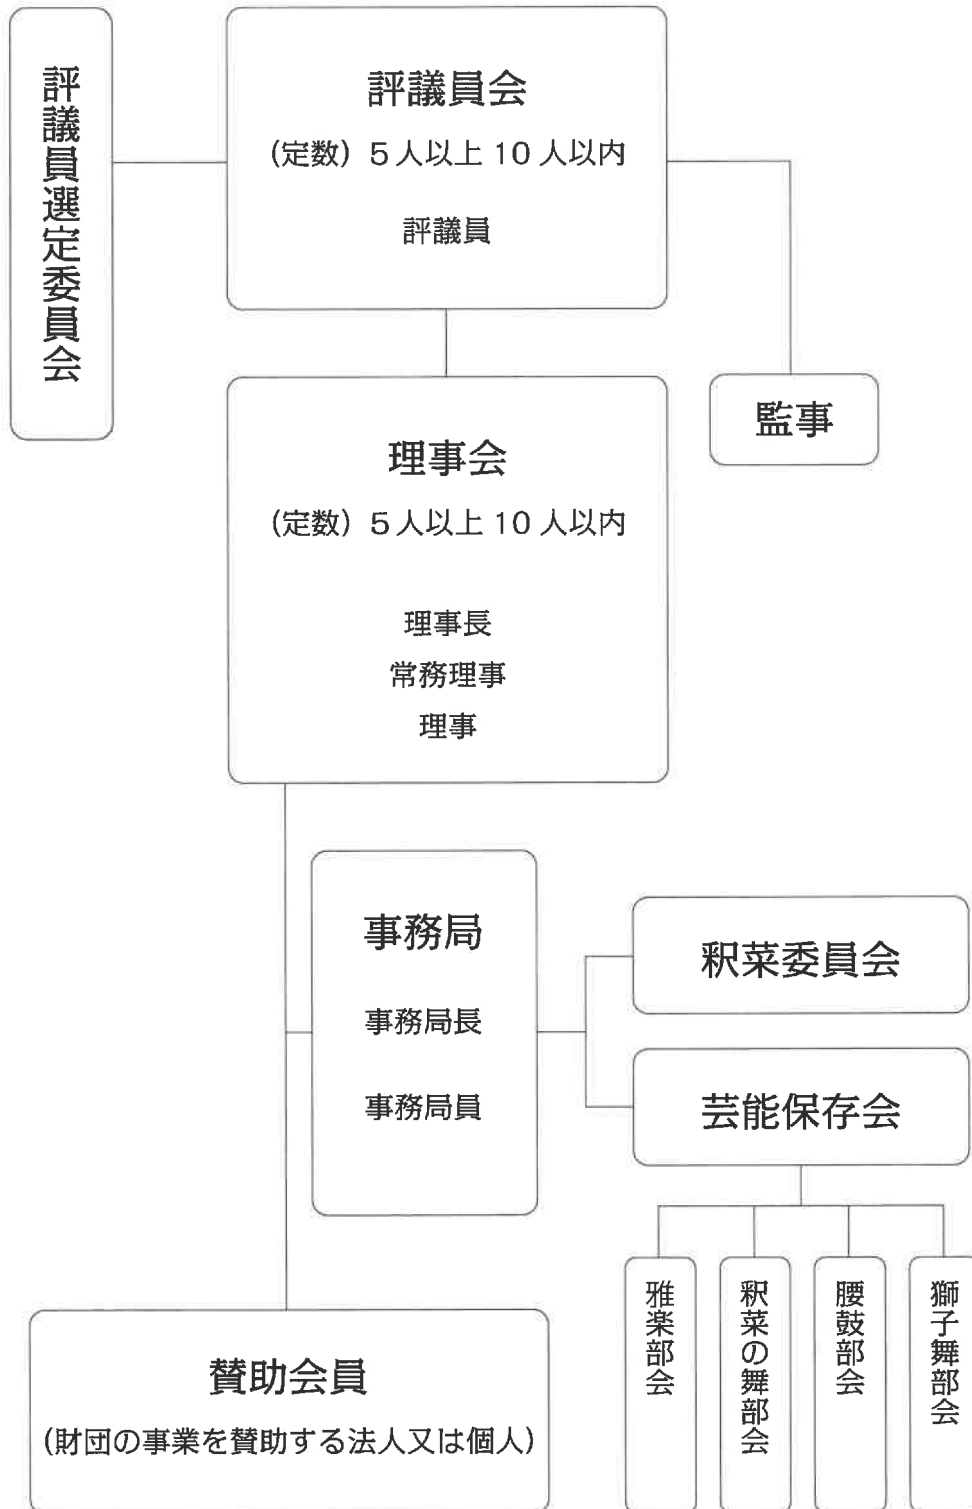 評議員選定委員会
評議員会
(定数) 5人以上10人以内
評議員
監事
理事会
(定数) 5人以上10人以内
理事長
常務理事
理事
事務局
事務局長
事務局員
釈菜委員会
芸能保存会
雅楽部会
釈菜の舞部会
腰鼓部会
獅子舞部会
賛助会員
(財団の事業を賛助する法人又は個人)